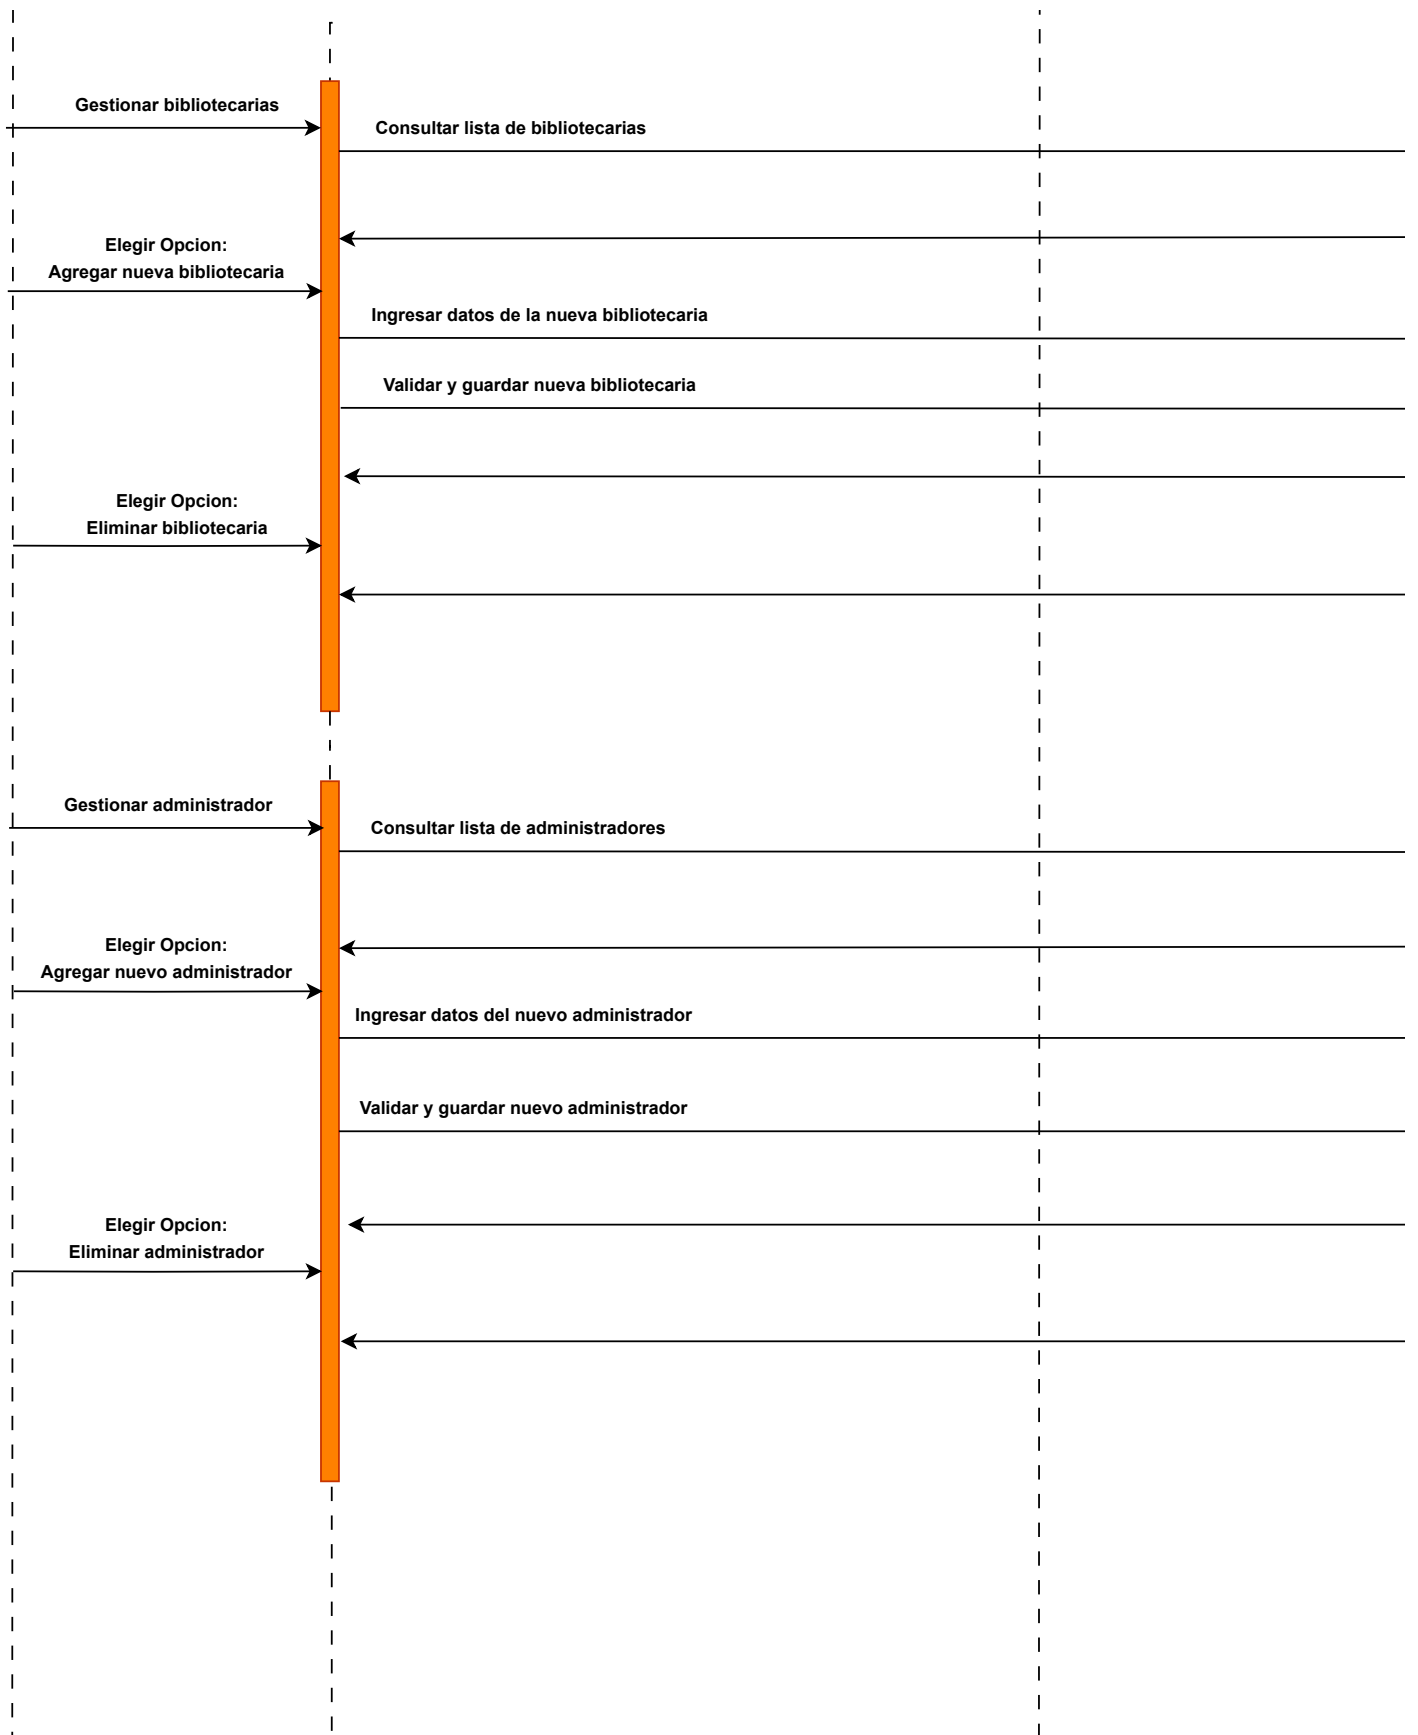 Gestionar bibliotecarias
Consultar lista de bibliotecarias
Elegir Opcion:
Agregar nueva bibliotecaria
Ingresar datos de la nueva bibliotecaria
Validar y guardar nueva bibliotecaria
Elegir Opcion:
Eliminar bibliotecaria
Gestionar administrador
Consultar lista de administradores
Elegir Opcion:
Agregar nuevo administrador
Ingresar datos del nuevo administrador
Validar y guardar nuevo administrador
Elegir Opcion:
Eliminar administrador